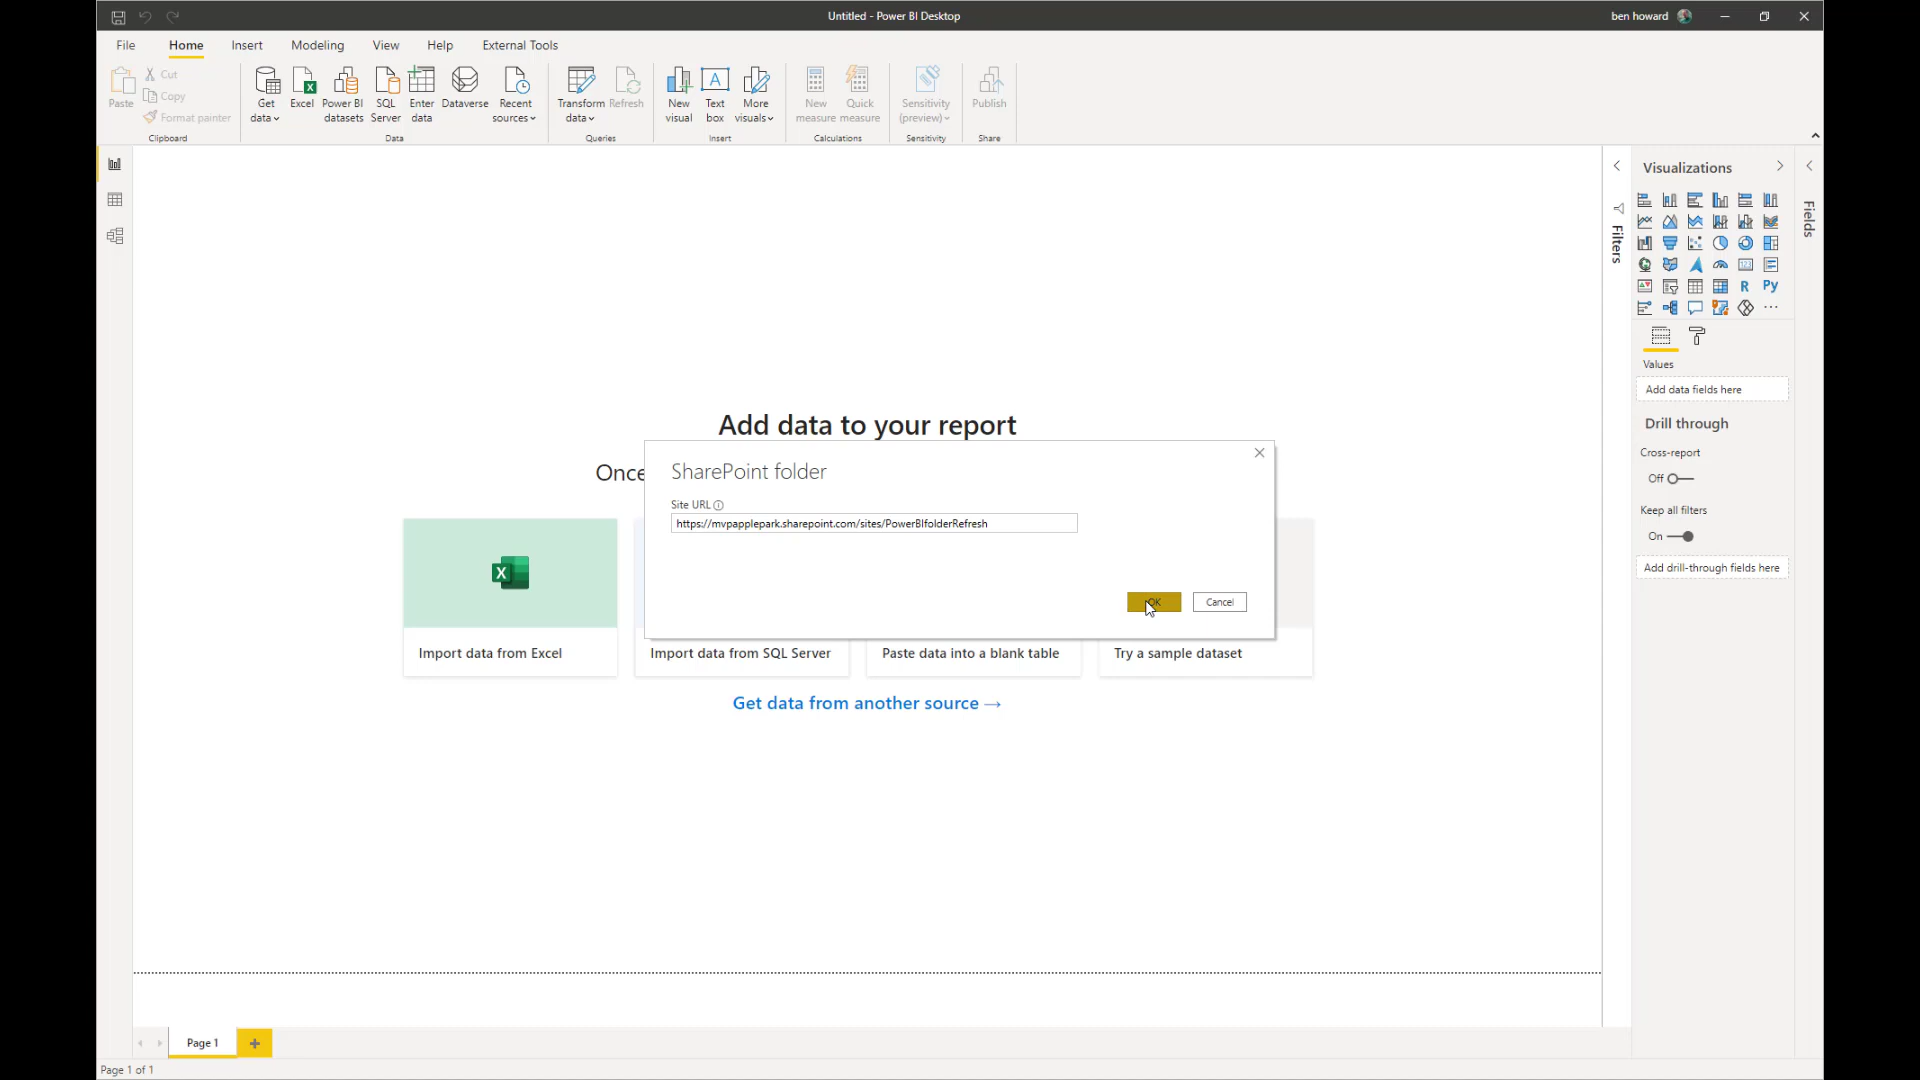 Untitled - Power BI Desktop
ben howard
File Home Insert Modeling View Help External Tools
Paste
Cut
Copy
Format painter
Clipboard
Get data
Excel
Power BI datasets
SQL Server
Enter data
Dataverse
Recent sources
Data
Transform data
Refresh
Queries
New visual
Text box
More visuals
Insert
New measure
Quick measure
Calculations
Sensitivity (preview)
Sensitivity
Publish
Share
Add data to your report
Once
SharePoint folder
Site URL
https://mvpapplepark.sharepoint.com/sites/PowerBIfolderRefresh
OK
Cancel
Import data from Excel
Import data from SQL Server
Paste data into a blank table
Try a sample dataset
Get data from another source →
Filters
Visualizations
R
Py
Values
Add data fields here
Drill through
Cross-report
Off
Keep all filters
On
Add drill-through fields here
Fields
Page 1
Page 1 of 1